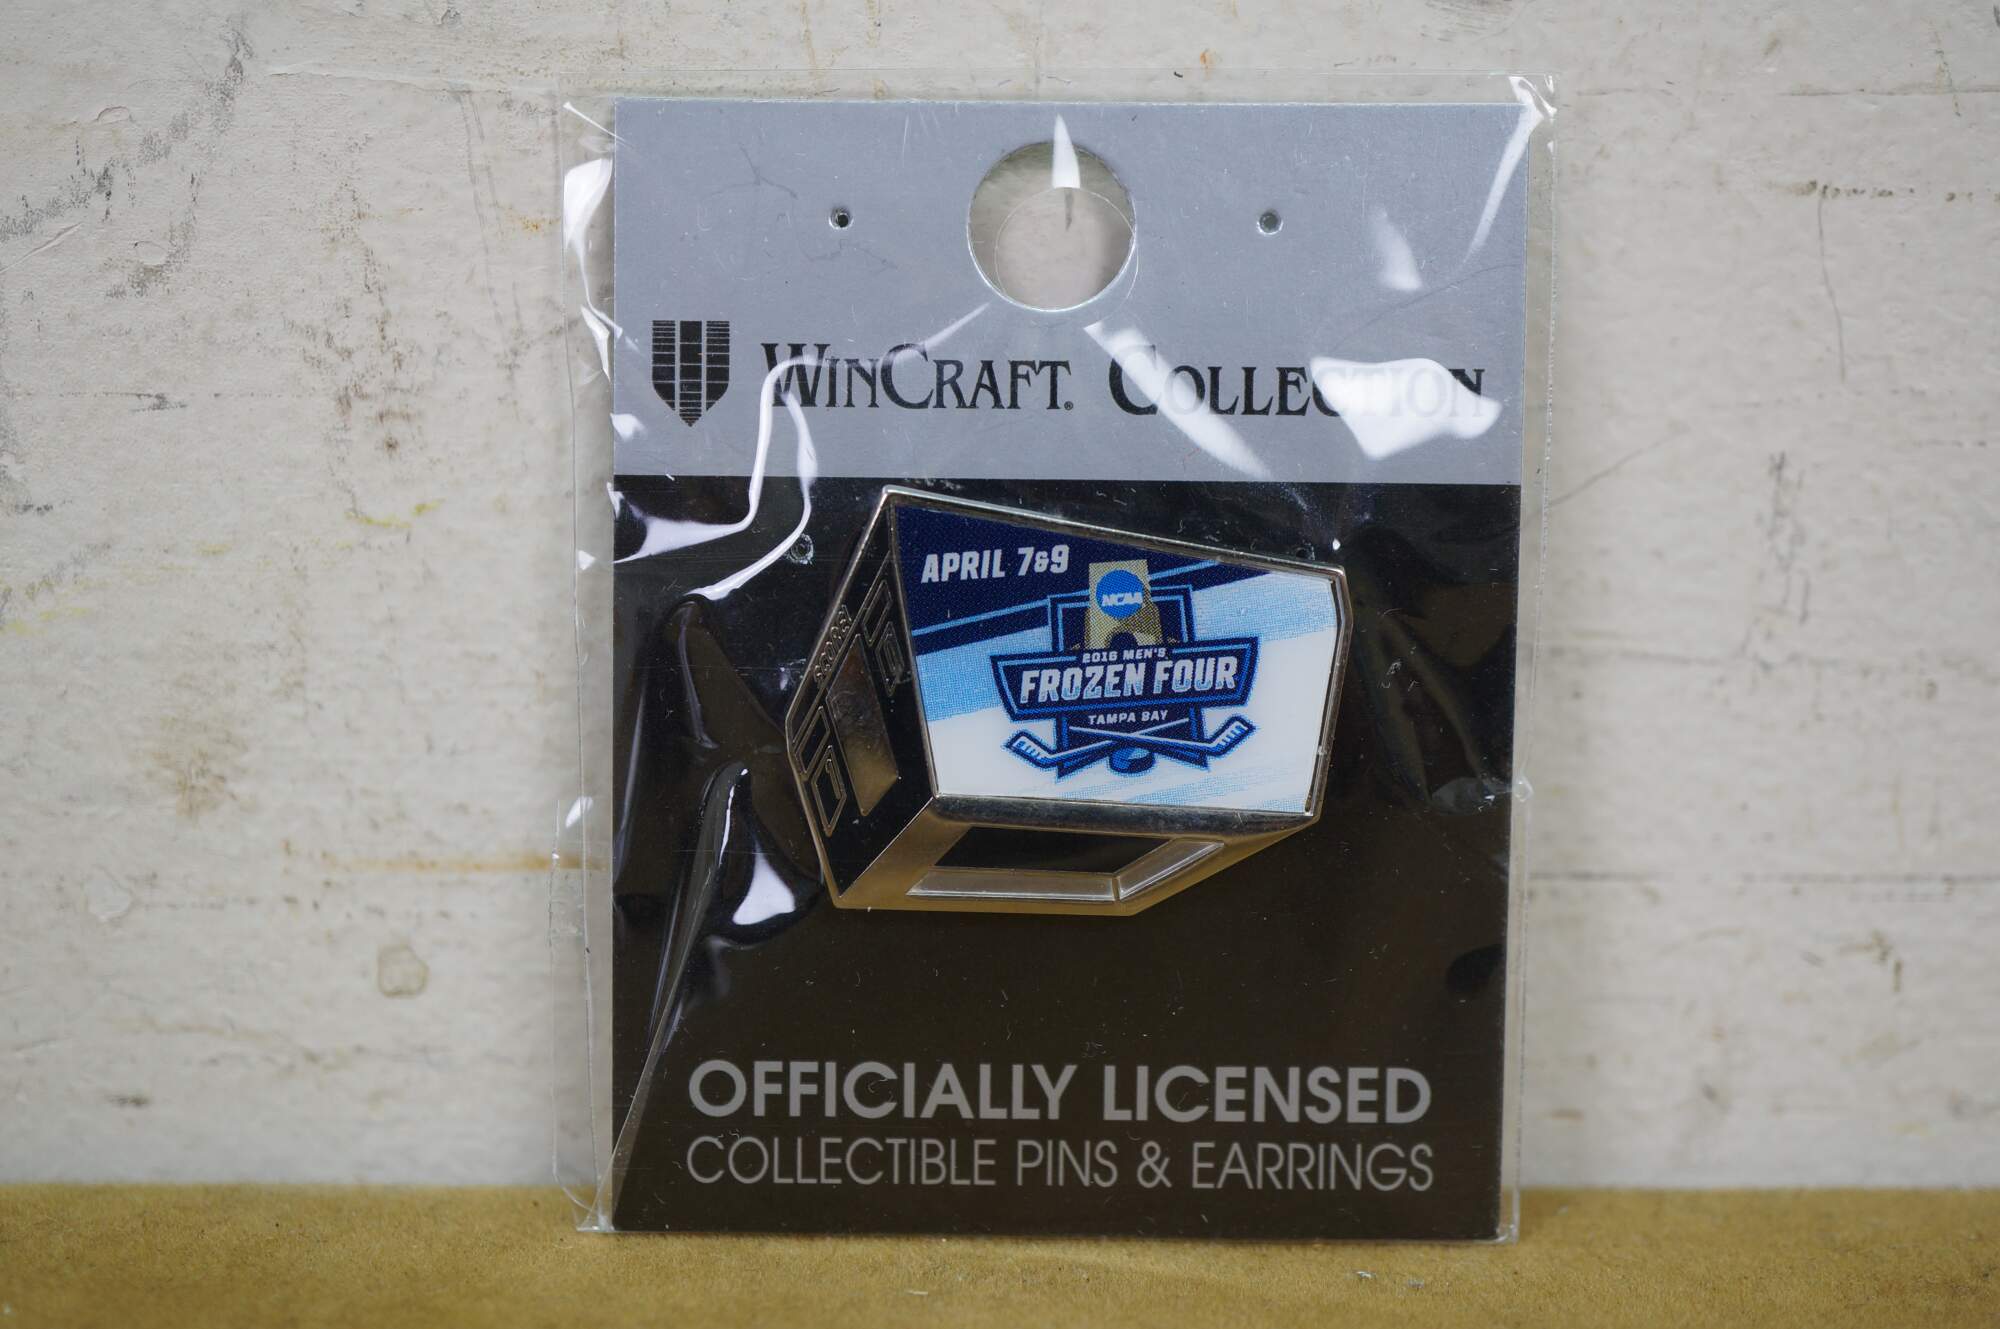 WINCRAFT® COLLECTION
APRIL 7&9
NCAA
2016 MEN'S
FROZEN FOUR
TAMPA BAY
OFFICIALLY LICENSED
COLLECTIBLE PINS & EARRINGS